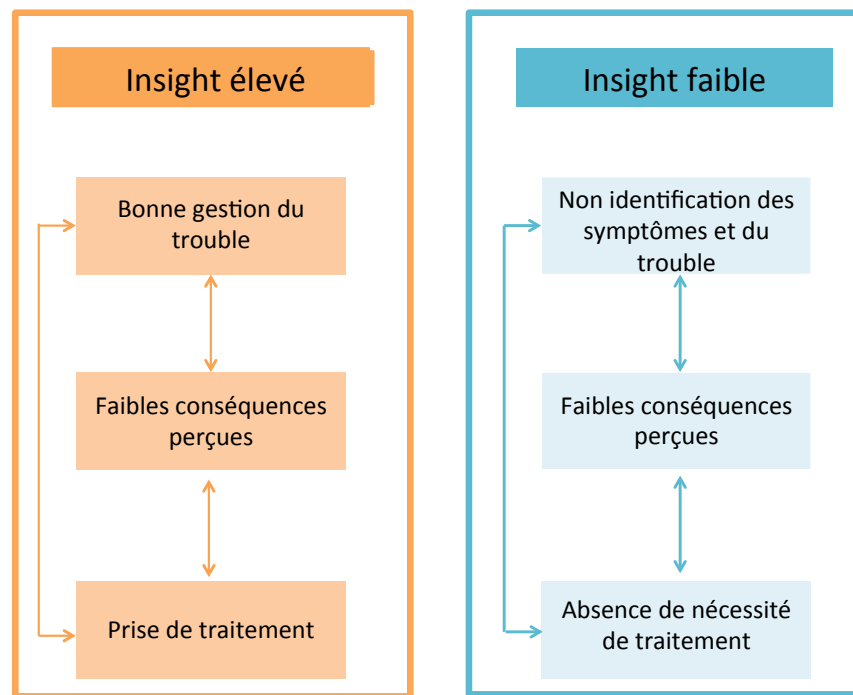 Insight élevé
Bonne gestion du
trouble
Faibles conséquences
perçues
Prise de traitement
Insight faible
Non identification des
symptômes et du
trouble
Faibles conséquences
perçues
Absence de nécessité
de traitement